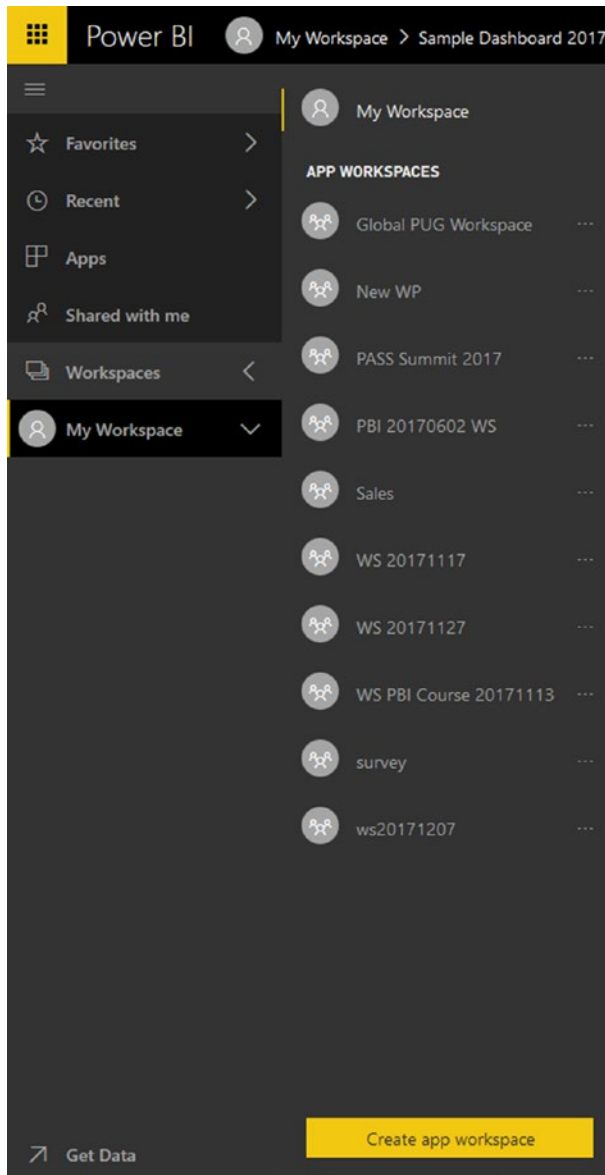 Power BI My Workspace > Sample Dashboard 2017
Favorites
Recent
Apps
Shared with me
Workspaces
My Workspace
Get Data
My Workspace
APP WORKSPACES
Global PUG Workspace
New WP
PASS Summit 2017
PBI 20170602 WS
Sales
WS 20171117
WS 20171127
WS PBI Course 20171113
survey
ws20171207
Create app workspace